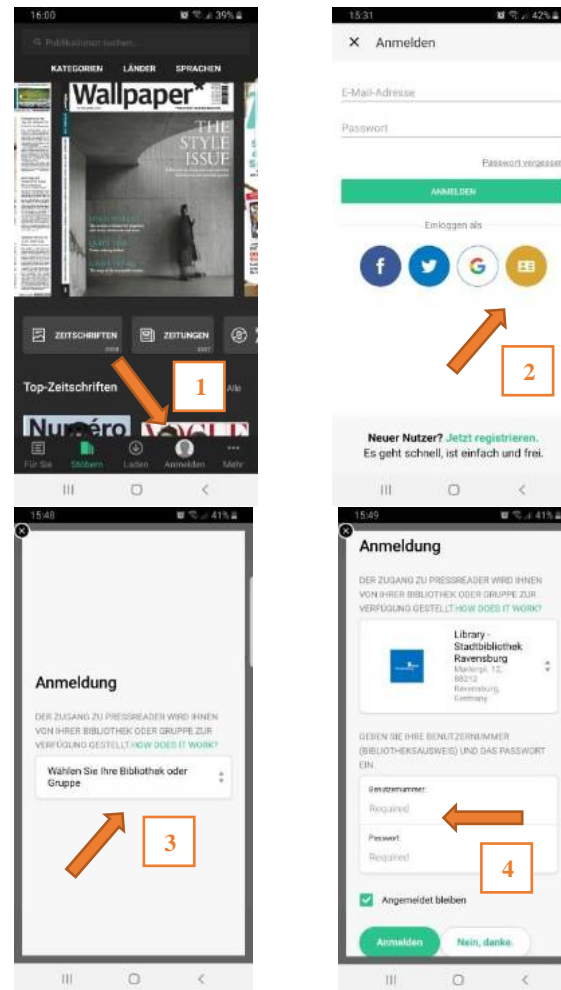 16:00
39%
Publikationen suchen...
KATEGORIEN LÄNDER SPRACHEN
Wallpaper*
THE
STYLE
ISSUE
ZEITSCHRIFTEN
ZEITUNGEN
Top-Zeitschriften
Alle
1
Numéro
VOGUE
Für Sie Stöbern Laden Anmelden Mehr
15:31
42%
Anmelden
E-Mail-Adresse
Passwort
Passwort vergessen
ANMELDEN
Einloggen als
f
G
2
Neuer Nutzer? Jetzt registrieren.
Es geht schnell, ist einfach und frei.
15:48
41%
Anmeldung
DER ZUGANG ZU PRESSREADER WIRD IHNEN
VON IHRER BIBLIOTHEK ODER GRUPPE ZUR
VERFÜGUNG GESTELLT.HOW DOES IT WORK?
Wählen Sie Ihre Bibliothek oder
Gruppe
3
15:49
41%
Anmeldung
DER ZUGANG ZU PRESSREADER WIRD IHNEN
VON IHRER BIBLIOTHEK ODER GRUPPE ZUR
VERFÜGUNG GESTELLT.HOW DOES IT WORK?
Library -
Stadtbibliothek
Ravensburg
Marienpl. 12,
88212
Ravensburg,
Germany
GEBEN SIE IHRE BENUTZERNUMMER
(BIBLIOTHEKSAUSWEIS) UND DAS PASSWORT
EIN
Benutzernummer
Required
Passwort
Required
4
Angemeldet bleiben
Anmelden
Nein, danke.